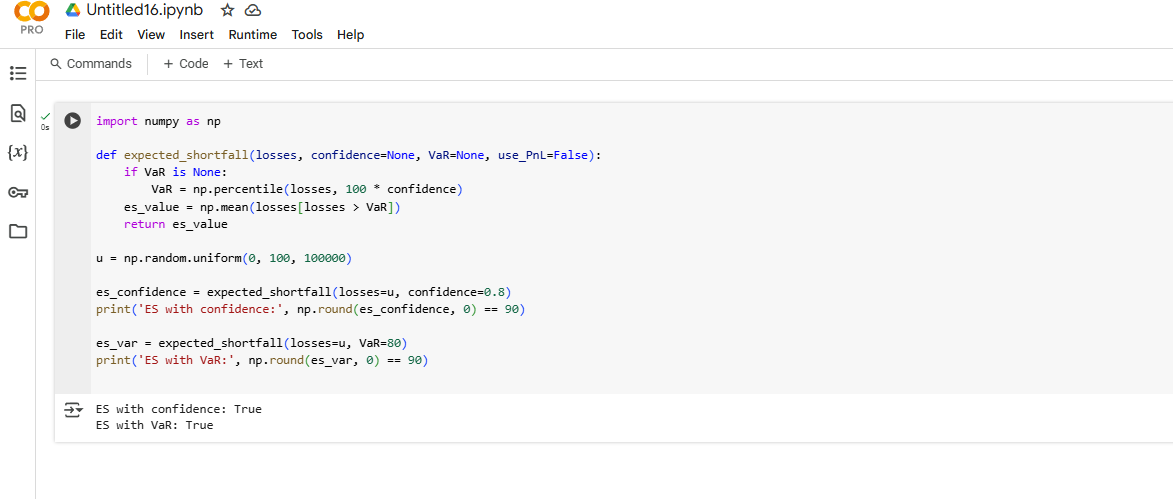 Untitled16.ipynb
PRO
File Edit View Insert Runtime Tools Help
Commands + Code + Text
{x}
0s
import numpy as np
def expected_shortfall(losses, confidence=None, VaR=None, use_PnL=False):
    if VaR is None:
        VaR = np.percentile(losses, 100 * confidence)
    es_value = np.mean(losses[losses > VaR])
    return es_value
u = np.random.uniform(0, 100, 100000)
es_confidence = expected_shortfall(losses=u, confidence=0.8)
print('ES with confidence:', np.round(es_confidence, 0) == 90)
es_var = expected_shortfall(losses=u, VaR=80)
print('ES with VaR:', np.round(es_var, 0) == 90)
ES with confidence: True
ES with VaR: True